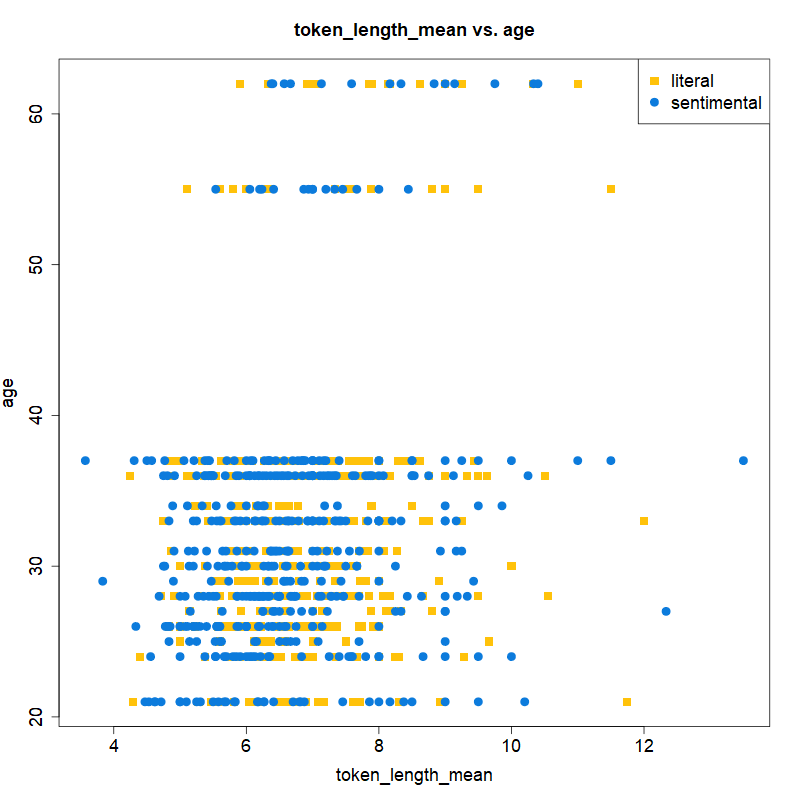 token_length_mean vs. age
literal
sentimental
60
50
40
30
20
age
4 6 8 10 12
token_length_mean